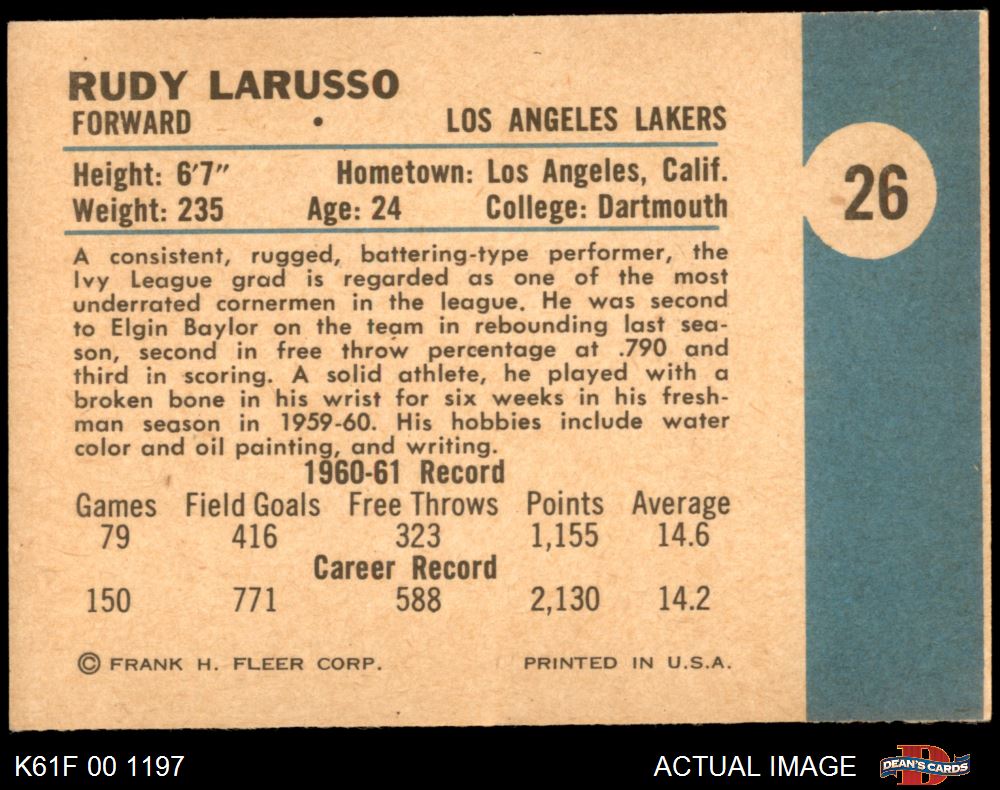 RUDY LARUSSO
FORWARD • LOS ANGELES LAKERS
Height: 6'7" Hometown: Los Angeles, Calif.
Weight: 235 Age: 24 College: Dartmouth
26
A consistent, rugged, battering-type performer, the
Ivy League grad is regarded as one of the most
underrated cornermen in the league. He was second
to Elgin Baylor on the team in rebounding last sea-
son, second in free throw percentage at .790 and
third in scoring. A solid athlete, he played with a
broken bone in his wrist for six weeks in his fresh-
man season in 1959-60. His hobbies include water
color and oil painting, and writing.
1960-61 Record
Games Field Goals Free Throws Points Average
79 416 323 1,155 14.6
Career Record
150 771 588 2,130 14.2
© FRANK H. FLEER CORP. PRINTED IN U.S.A.
K61F 00 1197 ACTUAL IMAGE DEAN'S CARDS